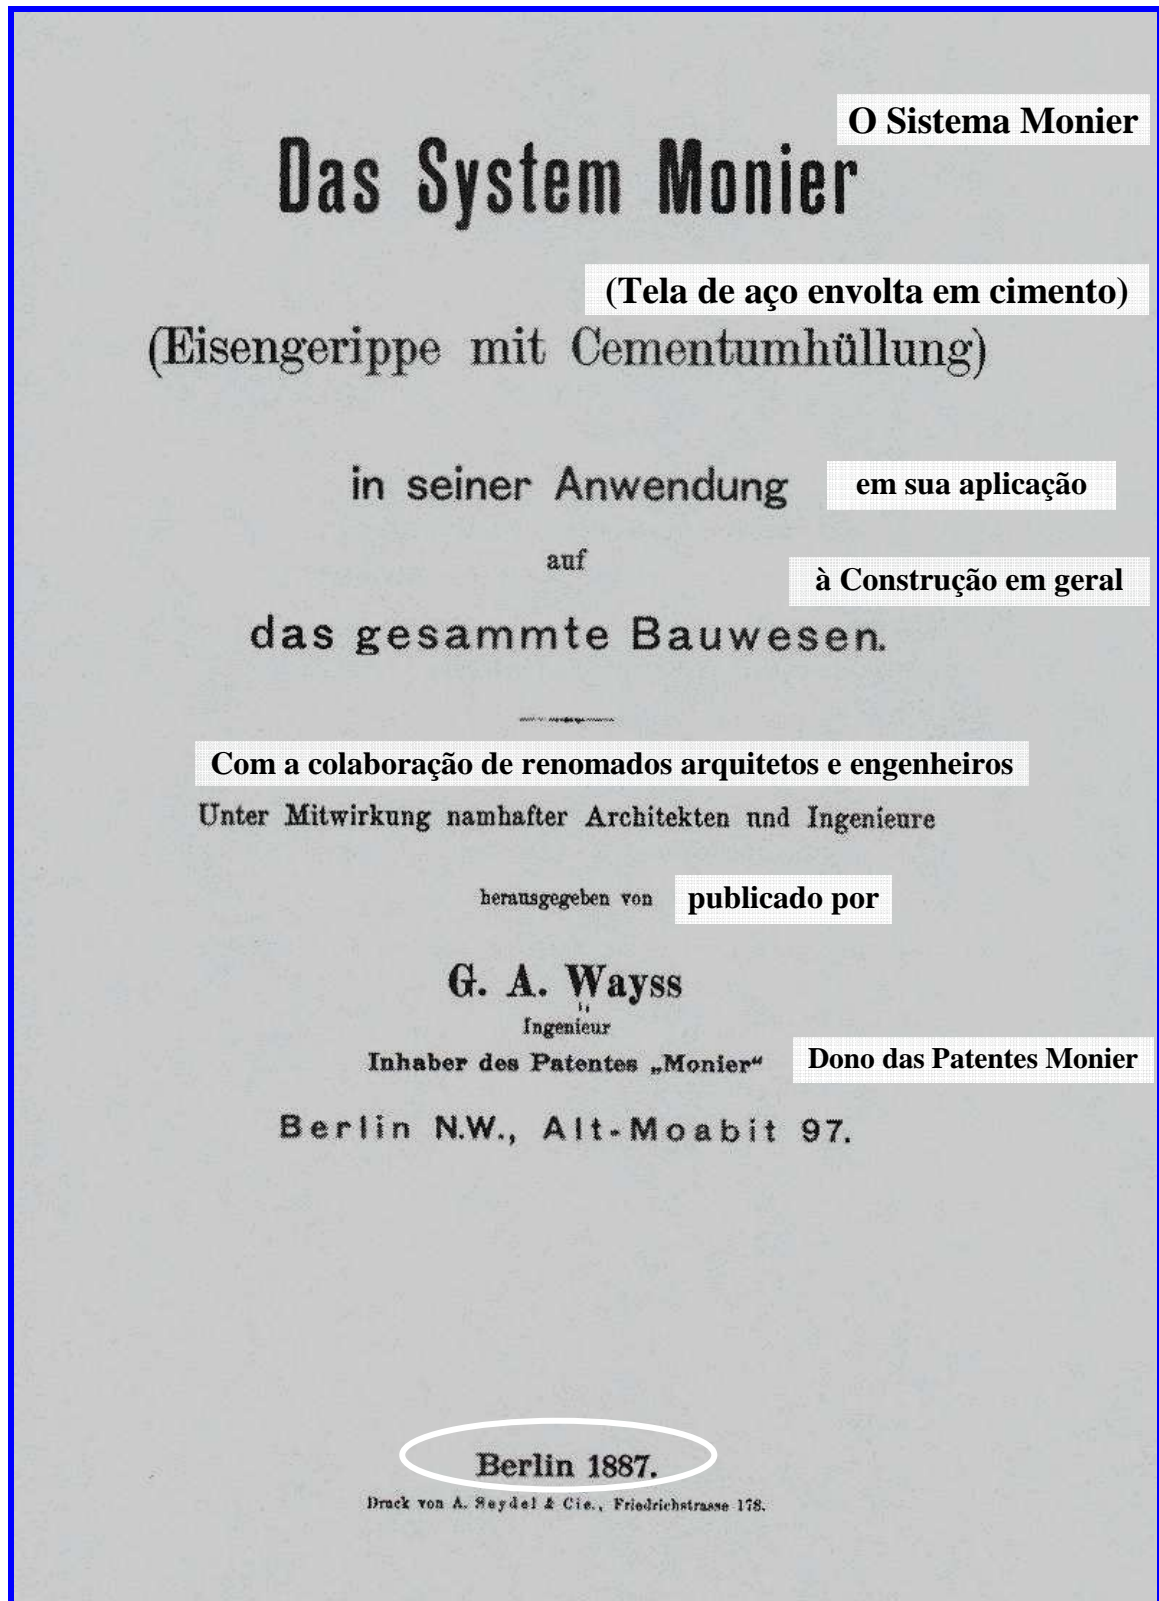 O Sistema Monier
Das System Monier
(Tela de aço envolta em cimento)
(Eisengerippe mit Cementumhüllung)
in seiner Anwendung em sua aplicação
auf
à Construção em geral
das gesammte Bauwesen.
Com a colaboração de renomados arquitetos e engenheiros
Unter Mitwirkung namhafter Architekten und Ingenieure
herausgegeben von publicado por
G. A. Wayss
Ingenieur
Inhaber des Patentes „Monier“ Dono das Patentes Monier
Berlin N.W., Alt-Moabit 97.
Berlin 1887.
Druck von A. Seydel & Cie., Friedrichstrasse 178.